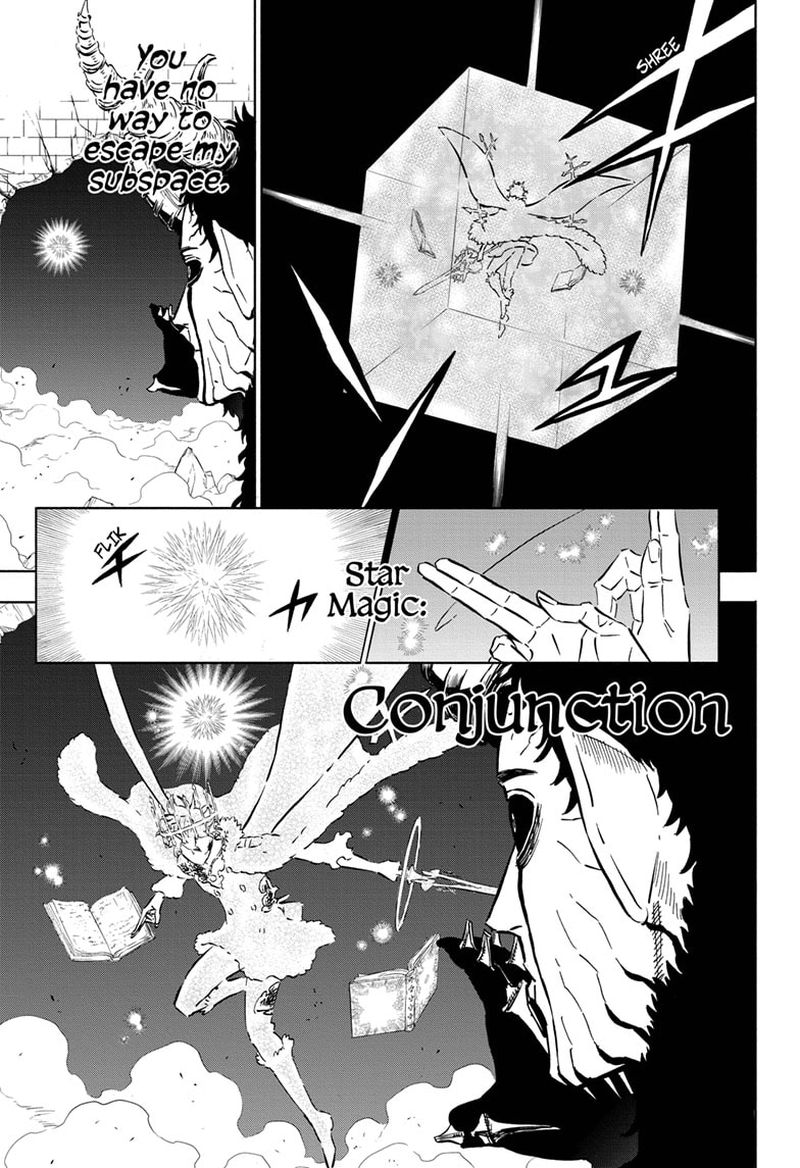 SHREE
You
have no
way to
escape my
subspace.
FLIK
Star
Magic:
Conjunction